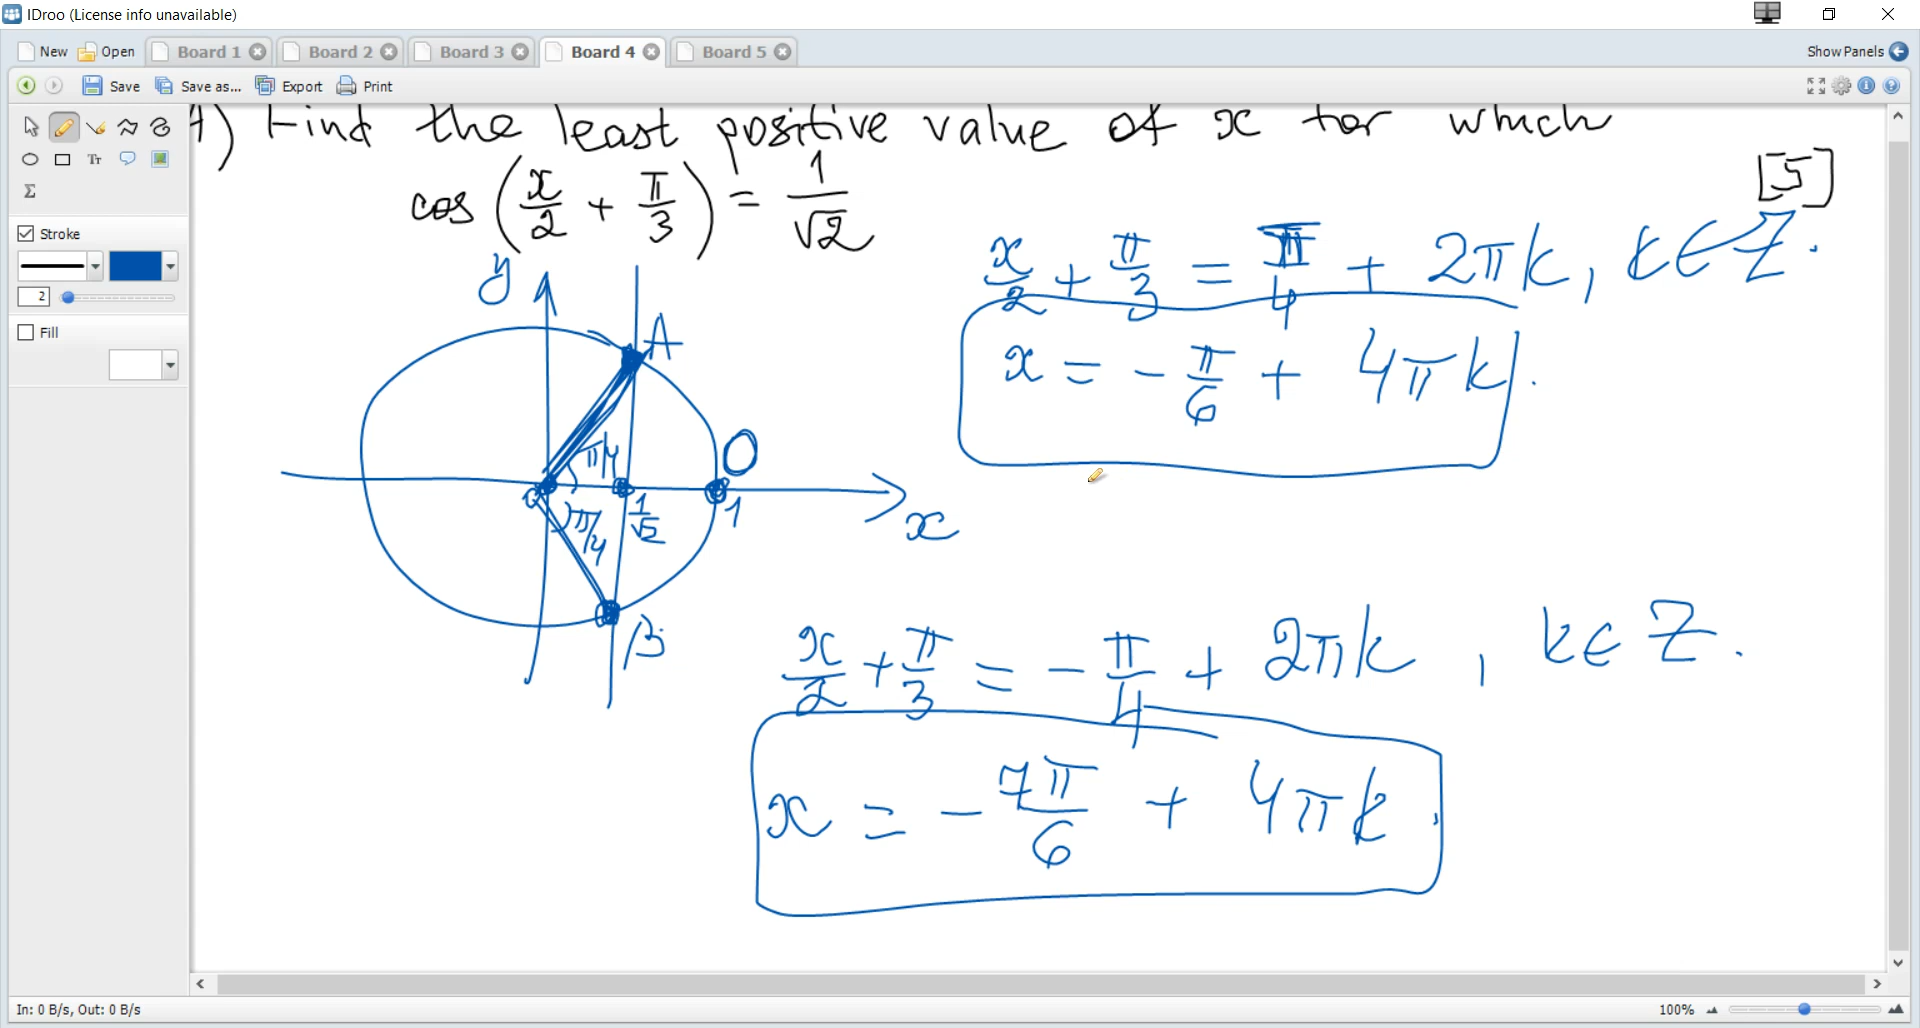 IDroo (License info unavailable)
New Open Board 1 Board 2 Board 3 Board 4 Board 5 Show Panels
Save Save as... Export Print
4) Find the least positive value of x for which
cos(x/2 + π/3) = 1/√2
[5]
x/2 + π/3 = π/4 + 2πk, k∈Z.
x = -π/6 + 4πk.
y
A
π/4
O
1/√2
1
x
π/4
B
x/2 + π/3 = -π/4 + 2πk, k∈Z.
x = -7π/6 + 4πk.
Tt
Σ
Stroke
2
Fill
In: 0 B/s, Out: 0 B/s
100%